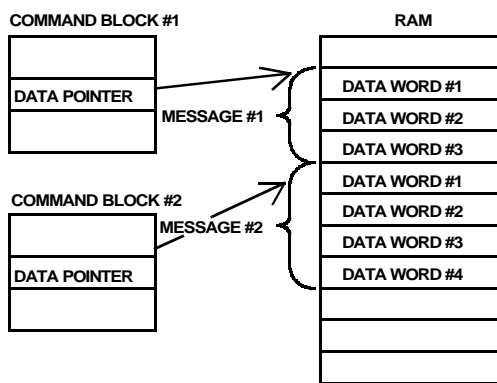 COMMAND BLOCK #1
DATA POINTER
MESSAGE #1
COMMAND BLOCK #2
MESSAGE #2
DATA POINTER
RAM
DATA WORD #1
DATA WORD #2
DATA WORD #3
DATA WORD #1
DATA WORD #2
DATA WORD #3
DATA WORD #4